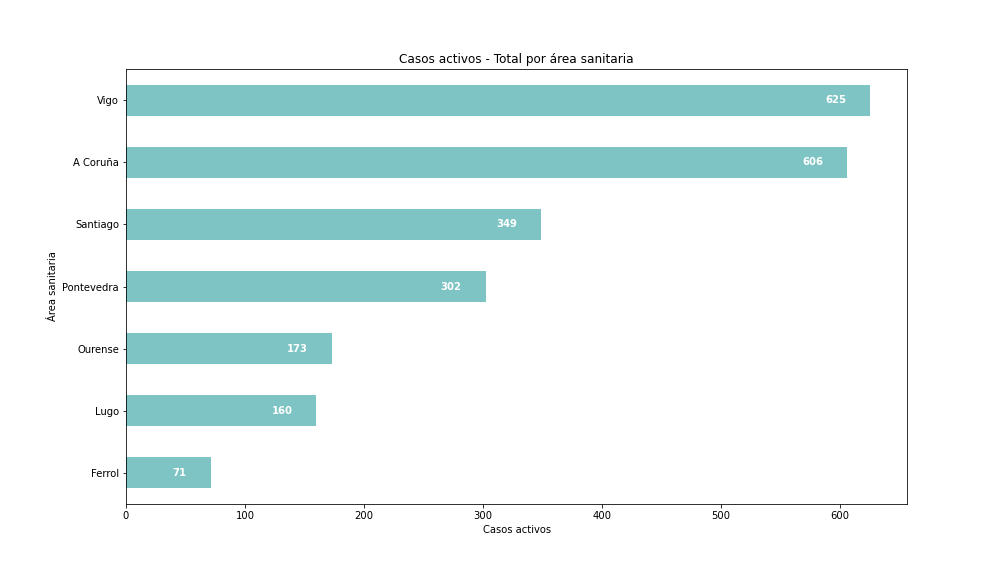 Casos activos - Total por área sanitaria
Vigo
625
A Coruña
606
Santiago
349
Pontevedra
302
Ourense
173
Lugo
160
Ferrol
71
Área sanitaria
0 100 200 300 400 500 600
Casos activos